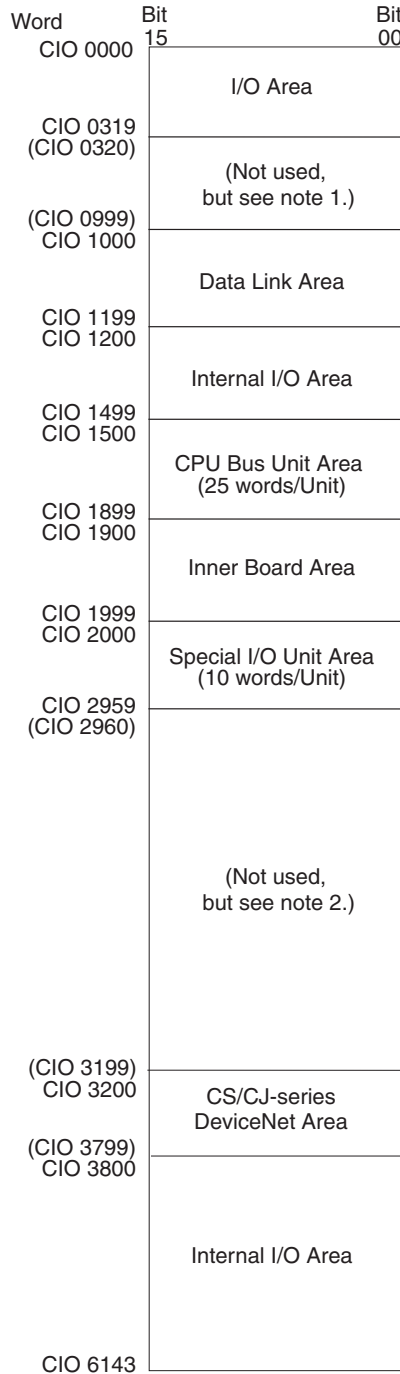 Word
Bit
15
Bit
00
CIO 0000
I/O Area
CIO 0319
(CIO 0320)
(Not used,
but see note 1.)
(CIO 0999)
CIO 1000
Data Link Area
CIO 1199
CIO 1200
Internal I/O Area
CIO 1499
CIO 1500
CPU Bus Unit Area
(25 words/Unit)
CIO 1899
CIO 1900
Inner Board Area
CIO 1999
CIO 2000
Special I/O Unit Area
(10 words/Unit)
CIO 2959
(CIO 2960)
(Not used,
but see note 2.)
(CIO 3199)
CIO 3200
CS/CJ-series
DeviceNet Area
(CIO 3799)
CIO 3800
Internal I/O Area
CIO 6143